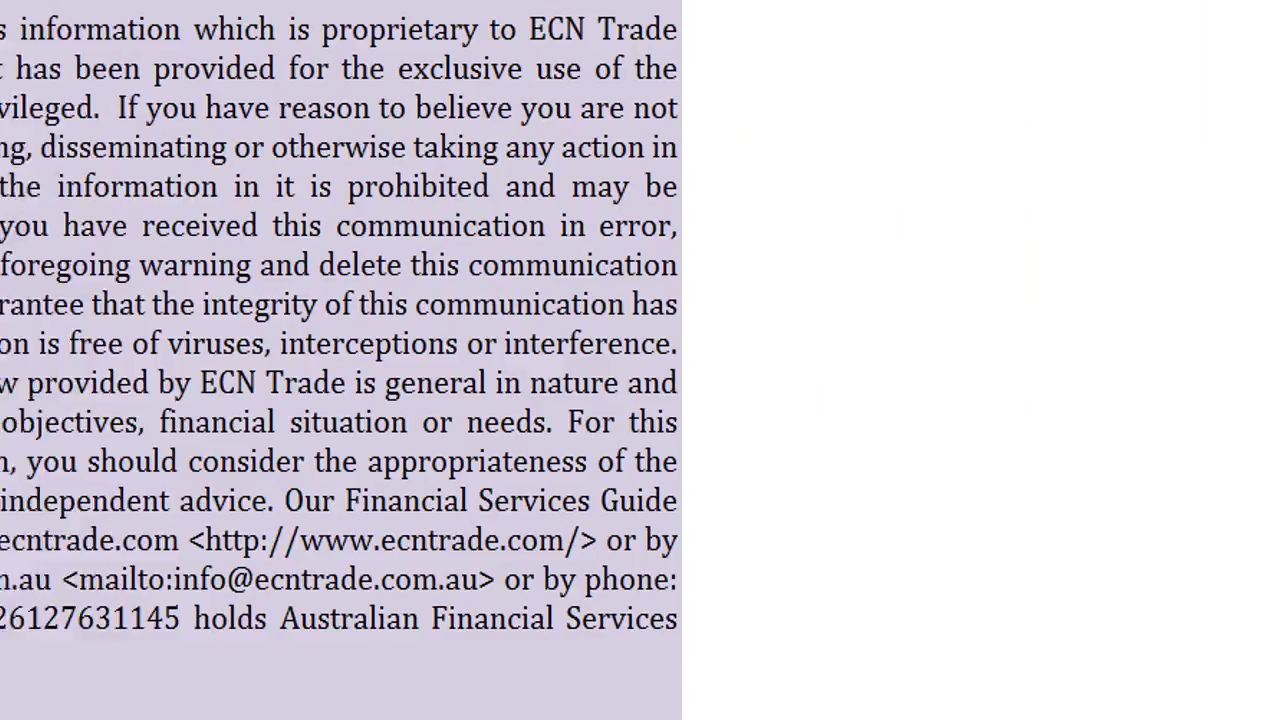 s information which is proprietary to ECN Trade
t has been provided for the exclusive use of the
vileged. If you have reason to believe you are not
ng, disseminating or otherwise taking any action in
the information in it is prohibited and may be
you have received this communication in error,
foregoing warning and delete this communication
rantee that the integrity of this communication has
on is free of viruses, interceptions or interference.
w provided by ECN Trade is general in nature and
objectives, financial situation or needs. For this
n, you should consider the appropriateness of the
independent advice. Our Financial Services Guide
ecntrade.com <http://www.ecntrade.com/> or by
m.au <mailto:info@ecntrade.com.au> or by phone:
26127631145 holds Australian Financial Services